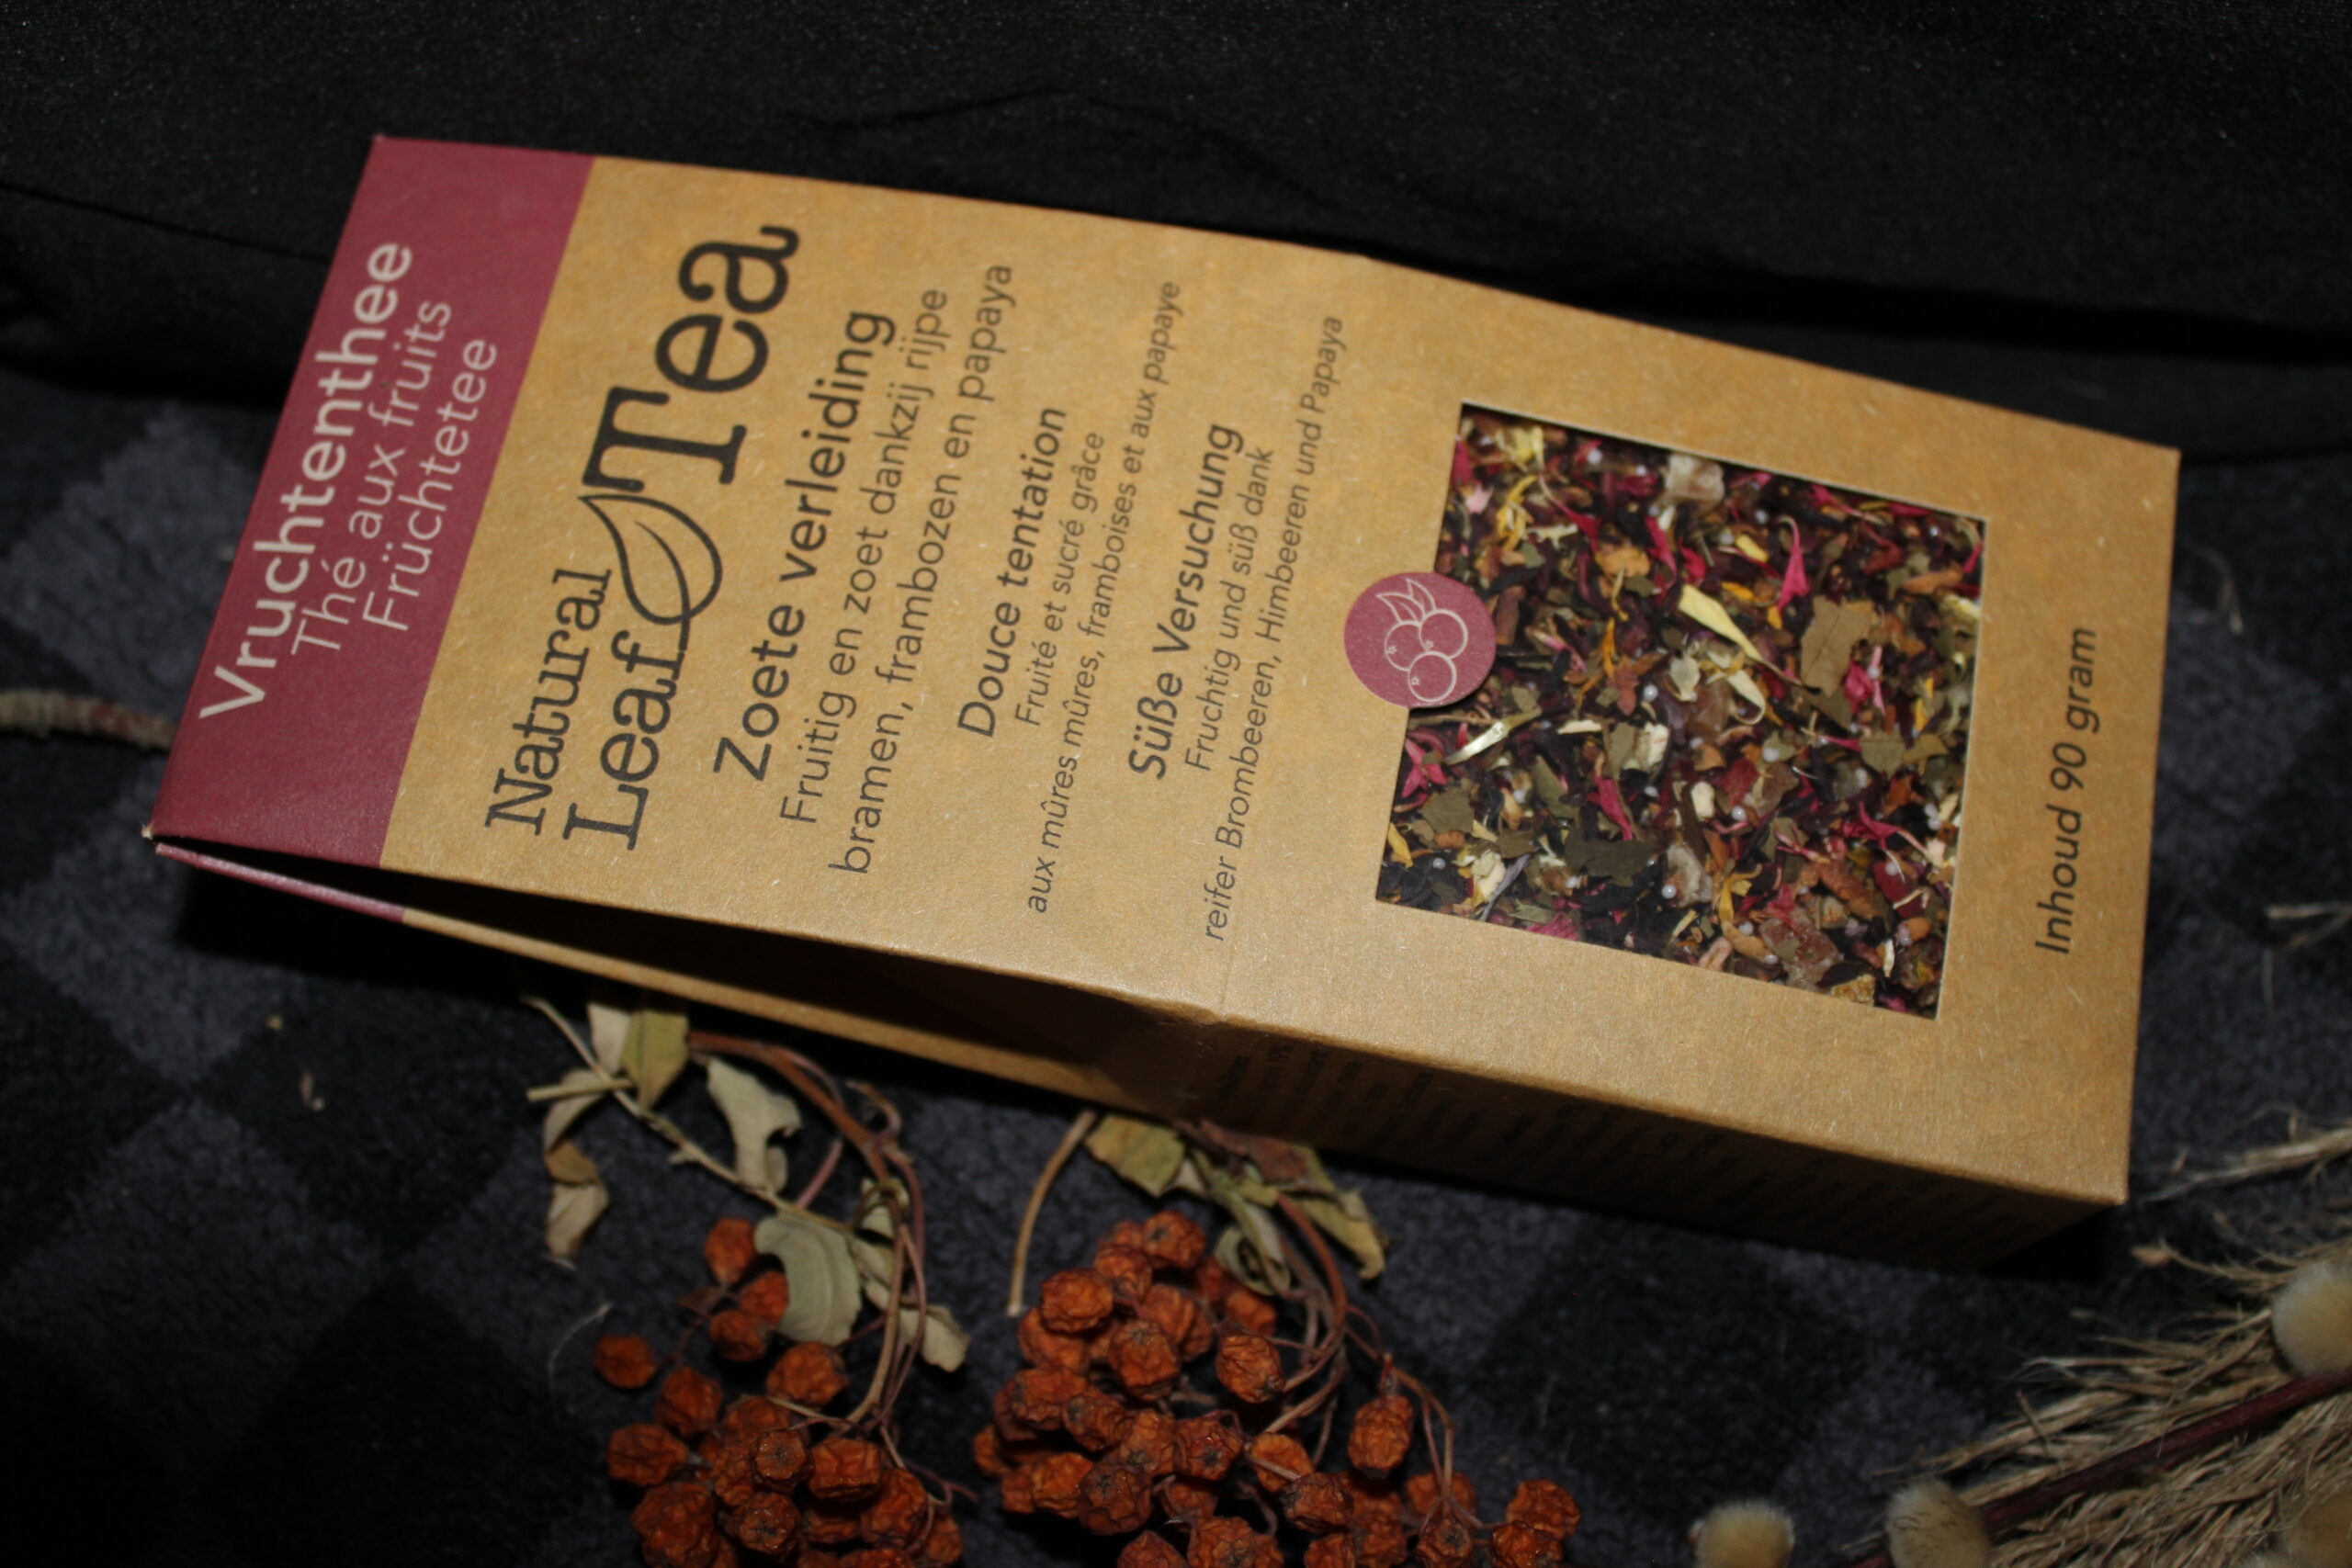 Vruchtenthee
Thé aux fruits
Früchtetee
Natural
Leaf Tea
Zoete verleiding
Fruitig en zoet dankzij rijpe
bramen, frambozen en papaya
Douce tentation
Fruité et sucré grâce
aux mûres mûres, framboises et aux papaye
Süße Versuchung
Fruchtig und süß dank
reifer Brombeeren, Himbeeren und Papaya
Inhoud 90 gram